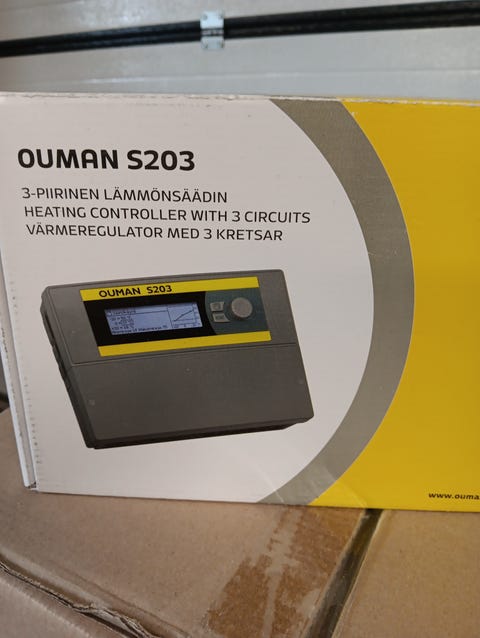 OUMAN S203
3-PIIRINEN LÄMMÖNSÄÄDIN
HEATING CONTROLLER WITH 3 CIRCUITS
VÄRMEREGULATOR MED 3 KRETSAR
OUMAN S203
www.ouma